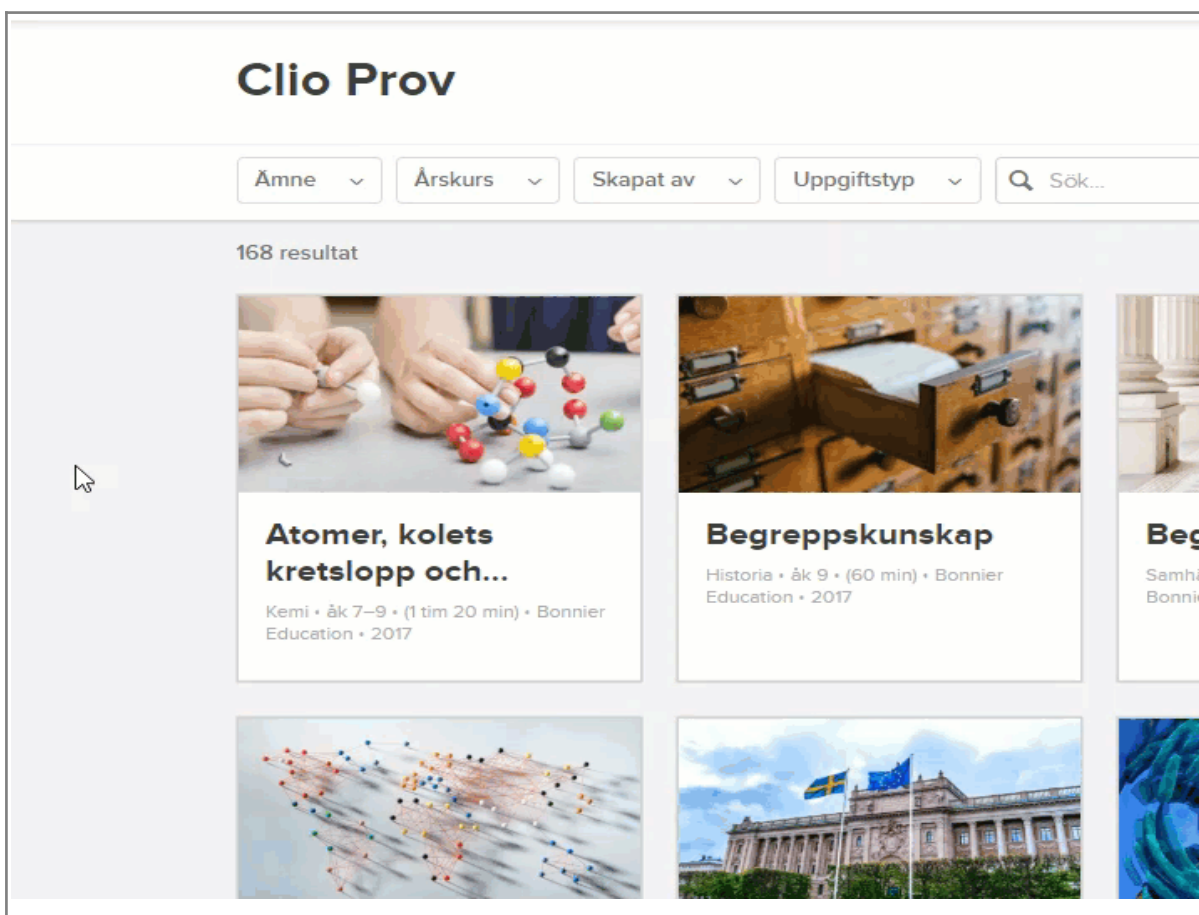 Clio Prov
Ämne
Årskurs
Skapat av
Uppgiftstyp
Sök...
168 resultat
Atomer, kolets
kretslopp och...
Kemi • åk 7–9 • (1 tim 20 min) • Bonnier
Education • 2017
Begreppskunskap
Historia • åk 9 • (60 min) • Bonnier
Education • 2017